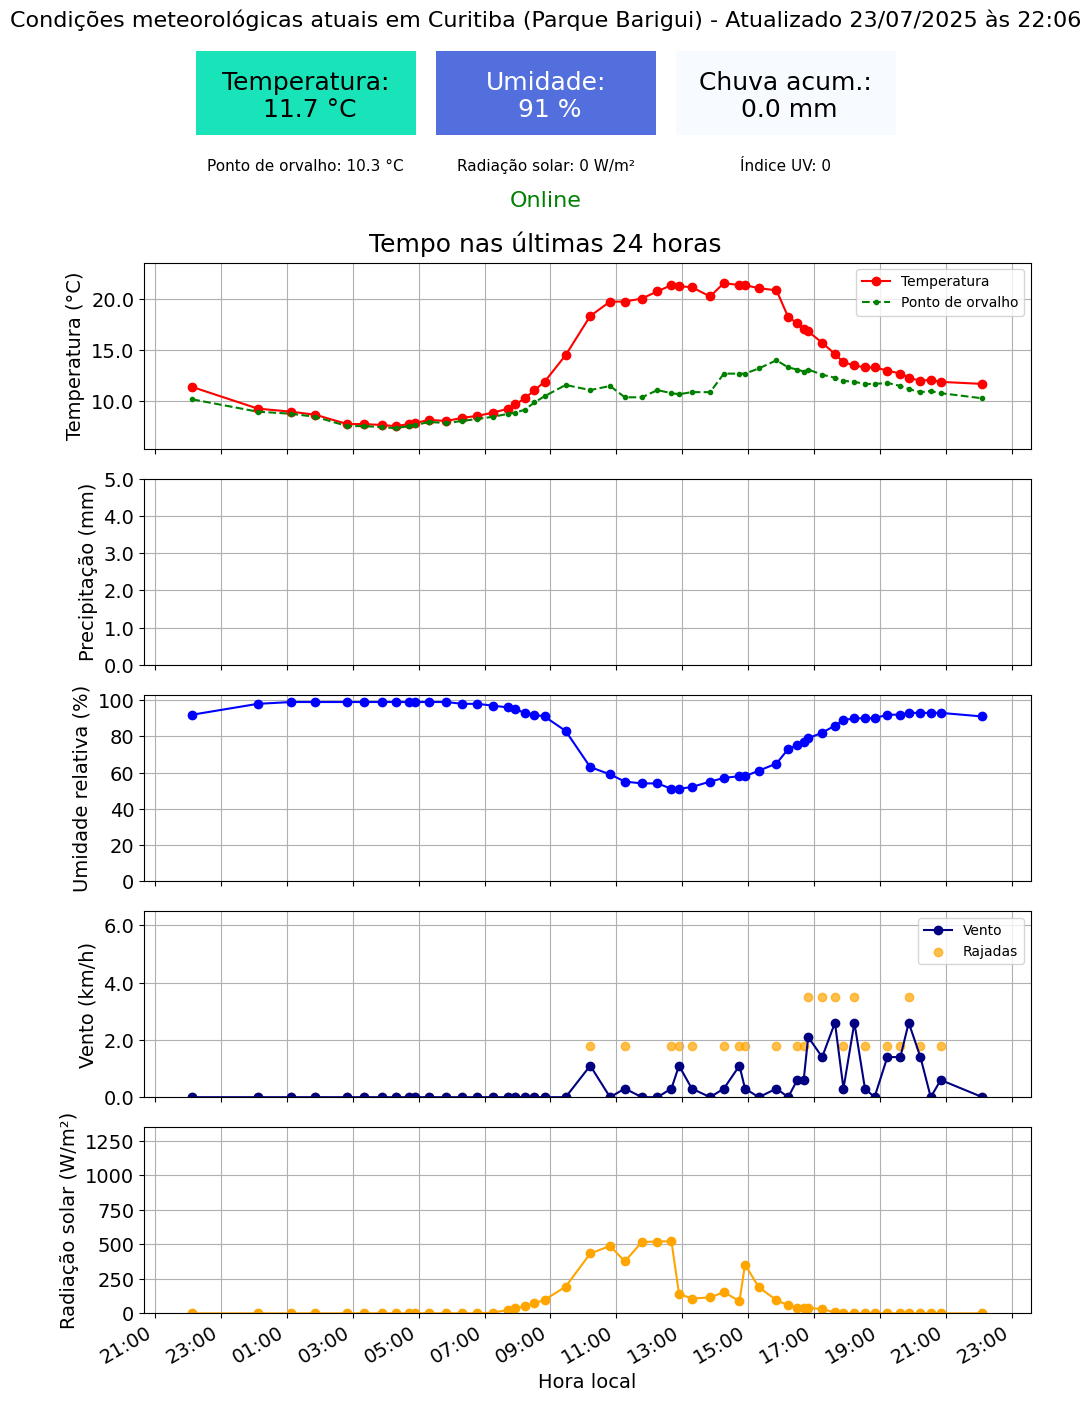 Condições meteorológicas atuais em Curitiba (Parque Barigui) - Atualizado 23/07/2025 às 22:06
Temperatura:
11.7 °C
Umidade:
91 %
Chuva acum.:
0.0 mm
Ponto de orvalho: 10.3 °C
Radiação solar: 0 W/m²
Índice UV: 0
Online
Tempo nas últimas 24 horas
Temperatura (°C)
20.0
15.0
10.0
Temperatura
Ponto de orvalho
Precipitação (mm)
5.0
4.0
3.0
2.0
1.0
0.0
Umidade relativa (%)
100
80
60
40
20
0
Vento (km/h)
6.0
4.0
2.0
0.0
Vento
Rajadas
Radiação solar (W/m²)
1250
1000
750
500
250
0
21:00
23:00
01:00
03:00
05:00
07:00
09:00
11:00
13:00
15:00
17:00
19:00
21:00
23:00
Hora local